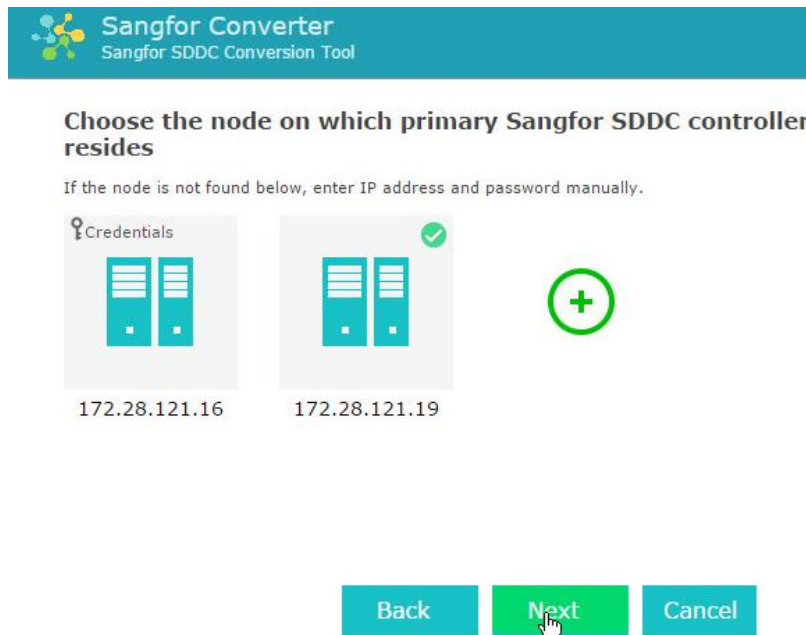 Sangfor Converter
Sangfor SDDC Conversion Tool
Choose the node on which primary Sangfor SDDC controller
resides
If the node is not found below, enter IP address and password manually.
Credentials
172.28.121.16
172.28.121.19
Back
Next
Cancel